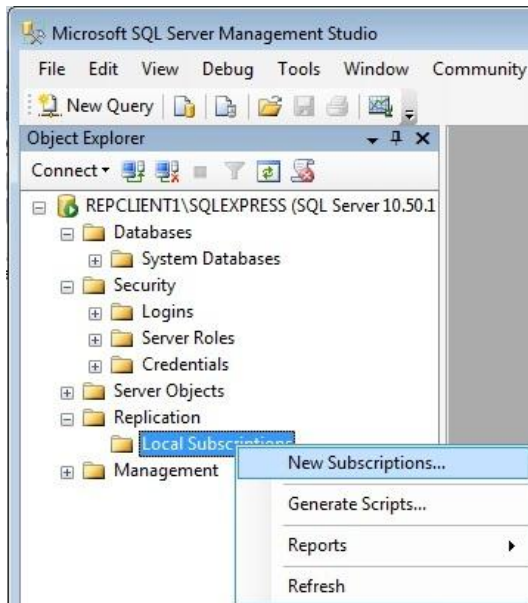 Microsoft SQL Server Management Studio
File Edit View Debug Tools Window Community
New Query
Object Explorer
Connect
REPCLIENT1\SQLEXPRESS (SQL Server 10.50.1
Databases
System Databases
Security
Logins
Server Roles
Credentials
Server Objects
Replication
Local Subscriptions
Management
New Subscriptions...
Generate Scripts...
Reports
Refresh